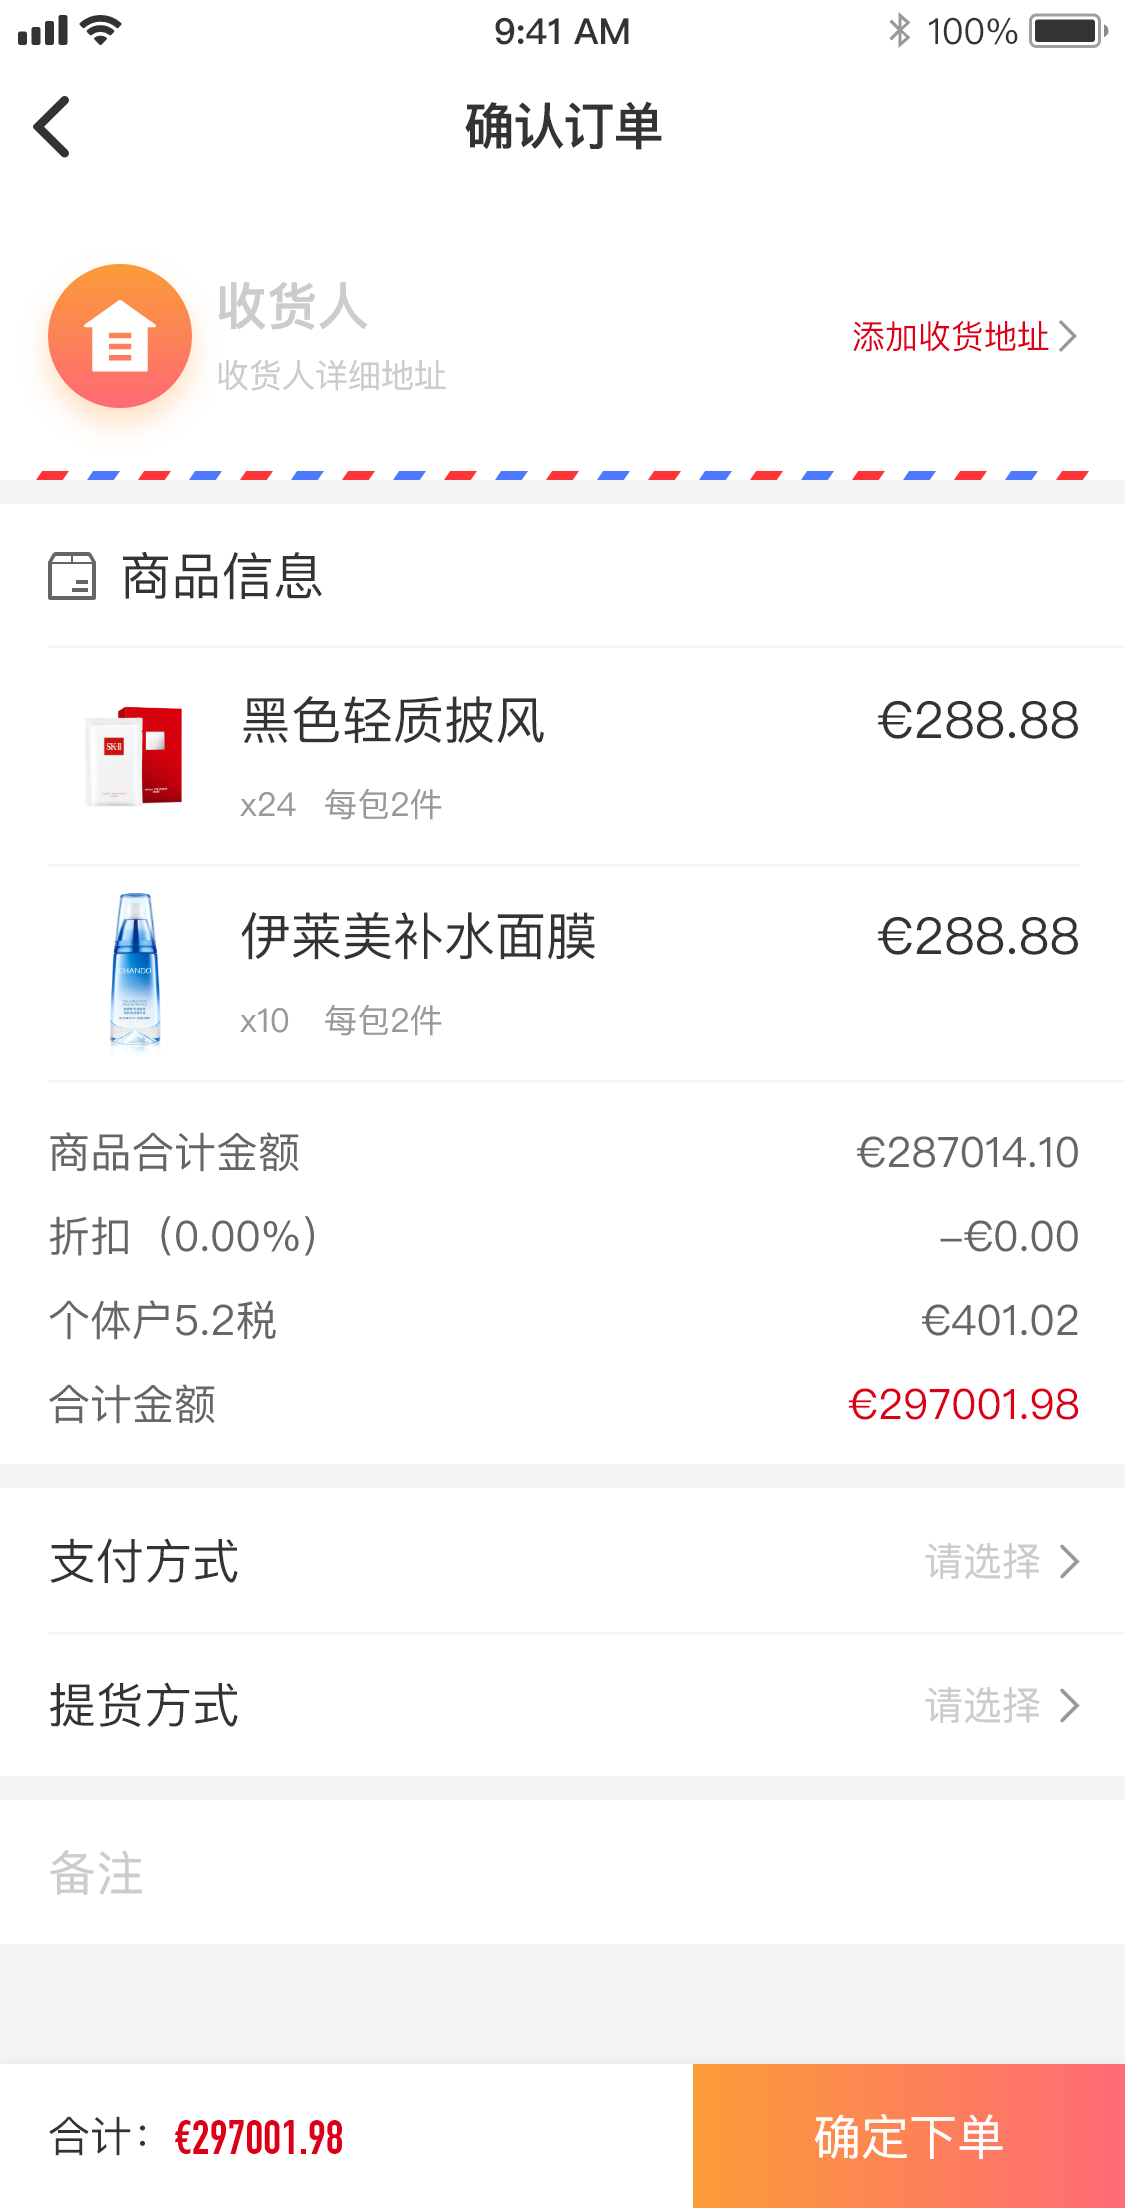 9:41 AM
100%
确认订单
收货人
收货人详细地址
添加收货地址
商品信息
SK-II
黑色轻质披风
€288.88
x24 每包2件
CHANDO
伊莱美补水面膜
€288.88
x10 每包2件
商品合计金额
€287014.10
折扣（0.00%）
–€0.00
个体户5.2税
€401.02
合计金额
€297001.98
支付方式
请选择
提货方式
请选择
备注
合计：€297001.98
确定下单